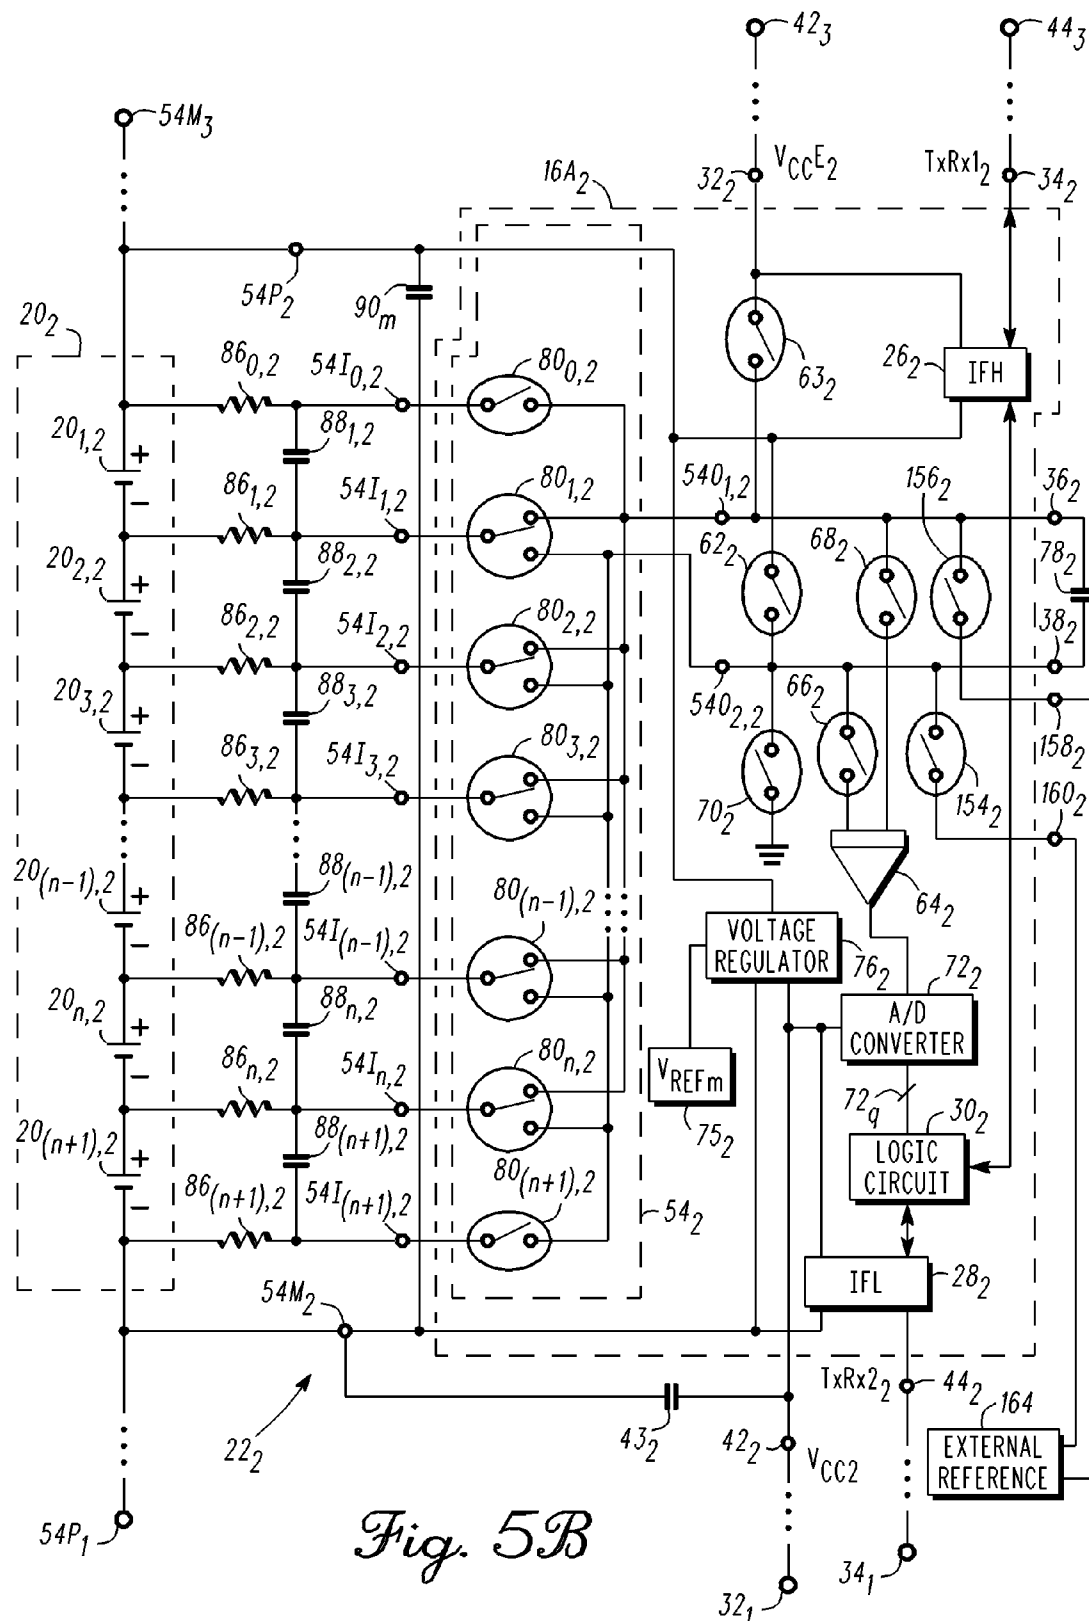 42₃
44₃
54M₃
V_CCE₂
TxRx1₂
16A₂
32₂
34₂
54P₂
90ₘ
20₂
86₀,₂
54I₀,₂
80₀,₂
63₂
26₂
IFH
88₁,₂
20₁,₂
+
−
86₁,₂
54I₁,₂
80₁,₂
540₁,₂
156₂
36₂
62₂
68₂
78₂
88₂,₂
20₂,₂
+
−
86₂,₂
54I₂,₂
80₂,₂
38₂
88₃,₂
20₃,₂
+
−
540₂,₂
66₂
158₂
86₃,₂
54I₃,₂
80₃,₂
70₂
154₂
160₂
20₍ₙ₋₁₎,₂
+
−
88₍ₙ₋₁₎,₂
80₍ₙ₋₁₎,₂
64₂
86₍ₙ₋₁₎,₂
54I₍ₙ₋₁₎,₂
VOLTAGE
REGULATOR
76₂
72₂
20ₙ,₂
+
−
88ₙ,₂
A/D
CONVERTER
86ₙ,₂
54Iₙ,₂
80ₙ,₂
V_REFm
75₂
72_q
30₂
20₍ₙ₊₁₎,₂
+
−
88₍ₙ₊₁₎,₂
80₍ₙ₊₁₎,₂
LOGIC
CIRCUIT
86₍ₙ₊₁₎,₂
54I₍ₙ₊₁₎,₂
54₂
IFL
28₂
54M₂
TxRx2₂
44₂
164
22₂
43₂
42₂
V_CC2
EXTERNAL
REFERENCE
54P₁
Fig. 5B
32₁
34₁